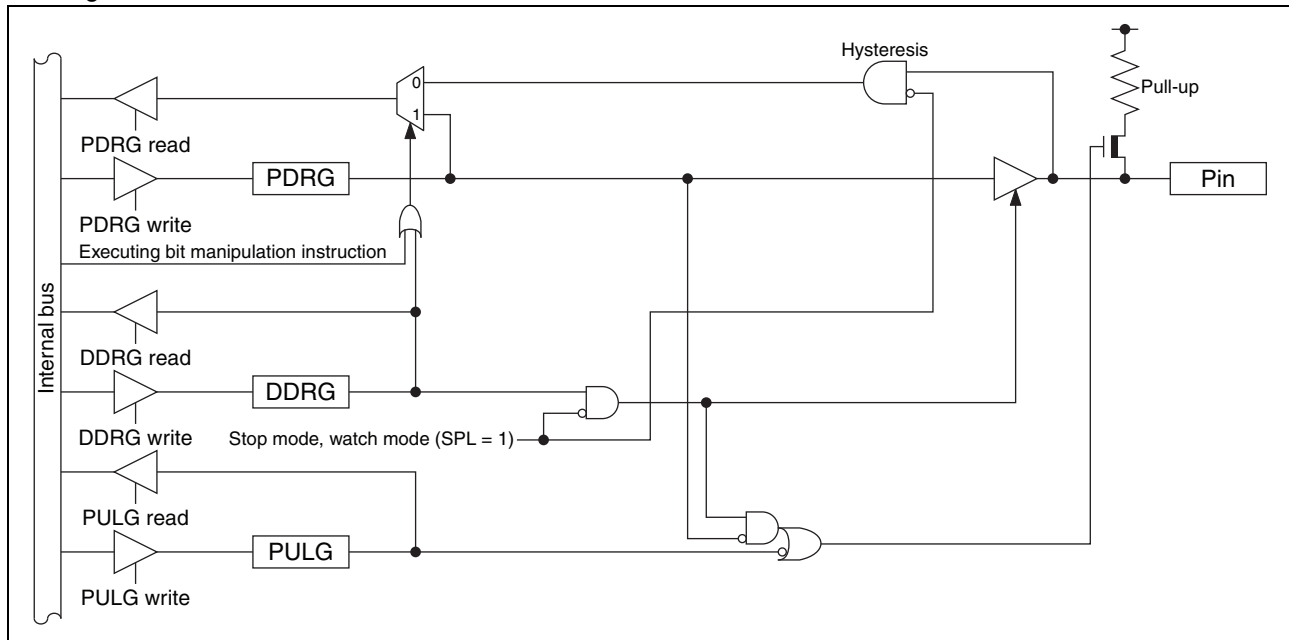 Hysteresis
0
Pull-up
1
PDRG read
PDRG
Pin
PDRG write
Executing bit manipulation instruction
Internal bus
DDRG read
DDRG
DDRG write
Stop mode, watch mode (SPL = 1)
PULG read
PULG
PULG write